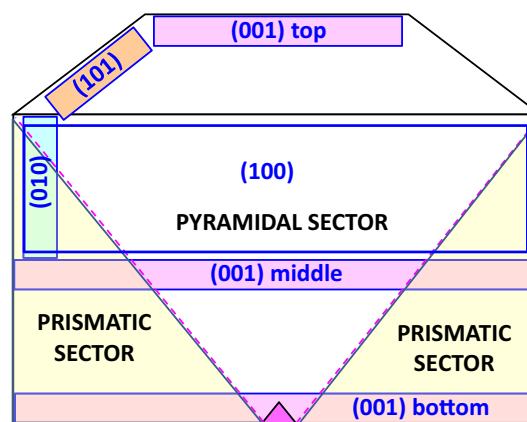 (001) top
(101)
(010)
(100)
PYRAMIDAL SECTOR
(001) middle
PRISMATIC
SECTOR
PRISMATIC
SECTOR
(001) bottom